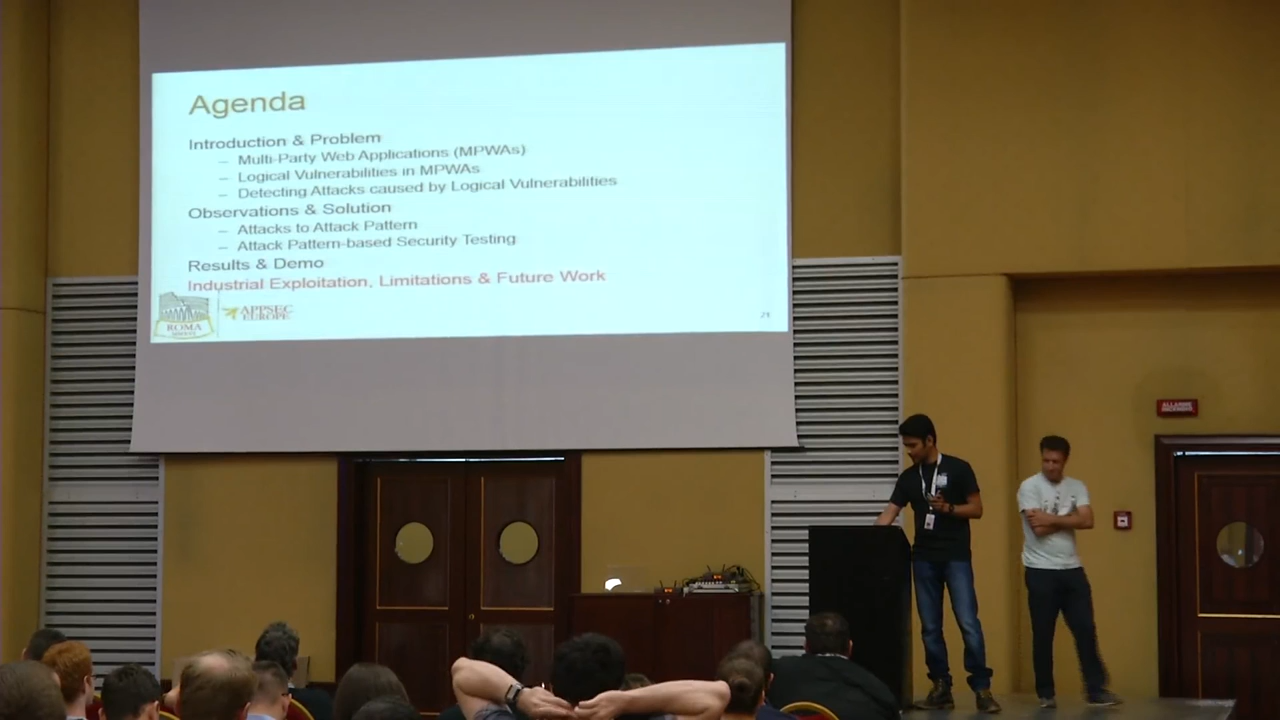 Agenda
Introduction & Problem
– Multi-Party Web Applications (MPWAs)
– Logical Vulnerabilities in MPWAs
– Detecting Attacks caused by Logical Vulnerabilities
Observations & Solution
– Attacks to Attack Pattern
– Attack Pattern-based Security Testing
Results & Demo
Industrial Exploitation, Limitations & Future Work
ROMA
APPSEC
EUROPE
21
ALLARME
INCENDIO